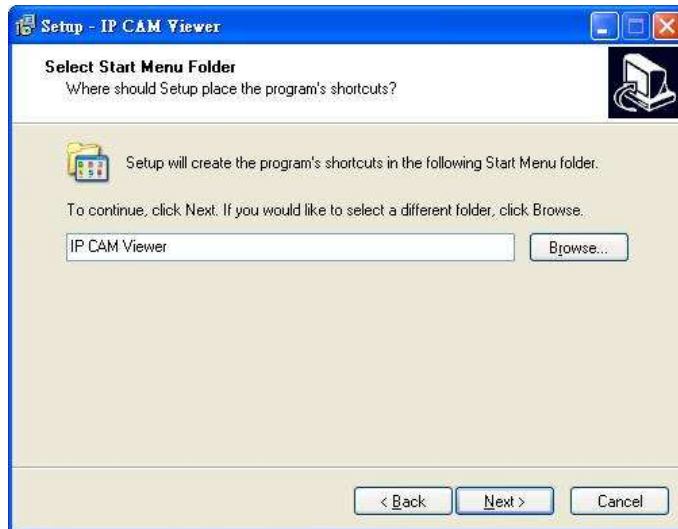 Setup - IP CAM Viewer
Select Start Menu Folder
Where should Setup place the program's shortcuts?
Setup will create the program's shortcuts in the following Start Menu folder.
To continue, click Next. If you would like to select a different folder, click Browse.
IP CAM Viewer
Browse...
< Back
Next >
Cancel